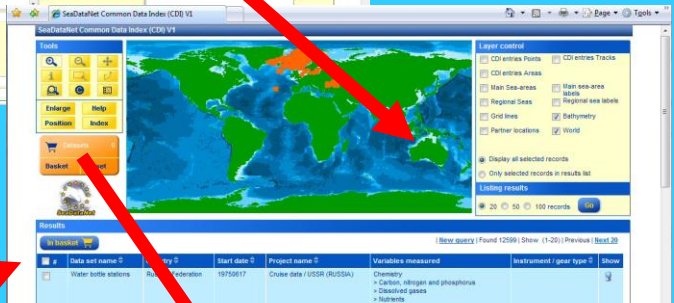 SeaDataNet Common Data Index (CDI) V1
Page Tools
SeaDataNet Common Data Index (CDI) V1
Tools
Enlarge Help
Position Index
Datasets
Basket
SeaDataNet
Layer control
CDI entries Points CDI entries Tracks
CDI entries Areas
Main Sea-areas Main sea-area labels
Regional Seas Regional sea labels
Grid lines Bathymetry
Partner locations World
Display all selected records
Only selected records in results list
Listing results
20 50 100 records Go
Results
In basket | New query | Found 12599 | Show (1-20) | Previous | Next 20
# Data set name Start date Project name Variables measured Instrument / gear type Show
Water bottle stations Federation 19750617 Cruise data / USSR (RUSSIA) Chemistry
> Carbon, nitrogen and phosphorus
> Dissolved gases
> Nutrients